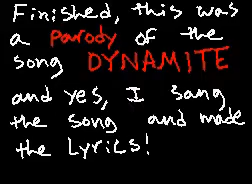 Finished, this was
a parody of the
song DYNAMITE
and yes, I sang
the song and made
the Lyrics!